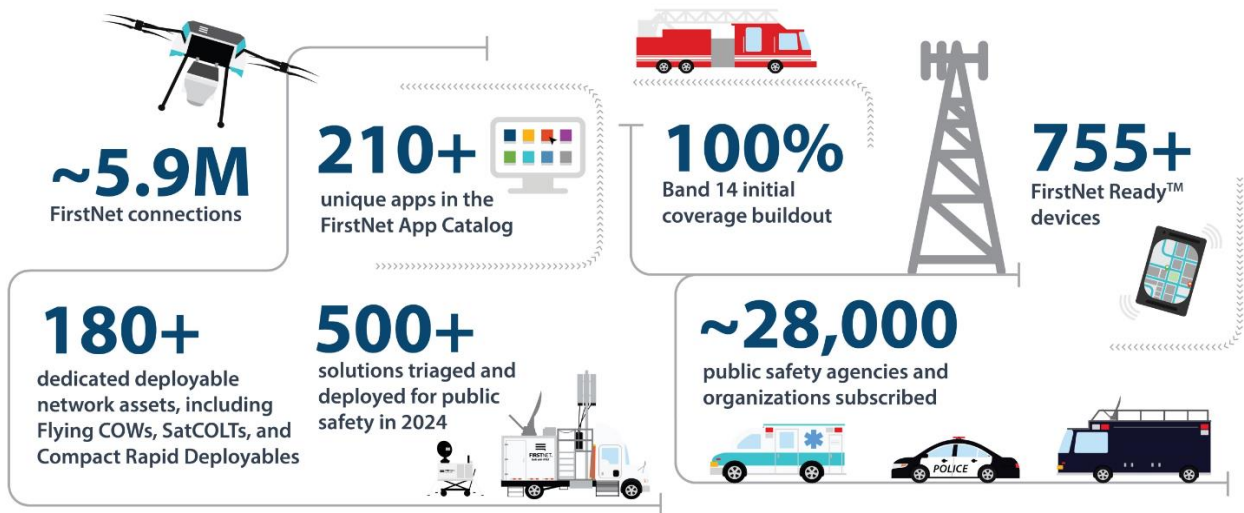 ~5.9M
FirstNet connections
210+
unique apps in the
FirstNet App Catalog
100%
Band 14 initial
coverage buildout
755+
FirstNet Ready™
devices
180+
dedicated deployable
network assets, including
Flying COWs, SatCOLTs, and
Compact Rapid Deployables
500+
solutions triaged and
deployed for public
safety in 2024
FIRSTNET
~28,000
public safety agencies and
organizations subscribed
POLICE